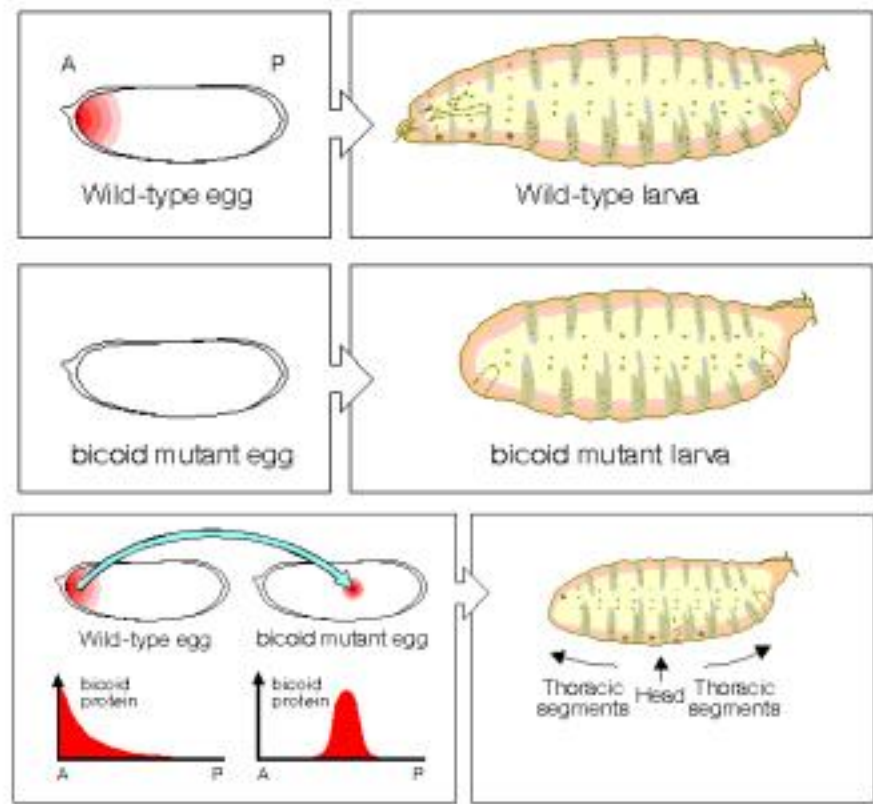 A P
Wild-type egg
Wild-type larva
bicoid mutant egg
bicoid mutant larva
Wild-type egg
bicoid mutant egg
bicoid
protein
A P
bicoid
protein
A P
Thoracic
segments
Head
Thoracic
segments